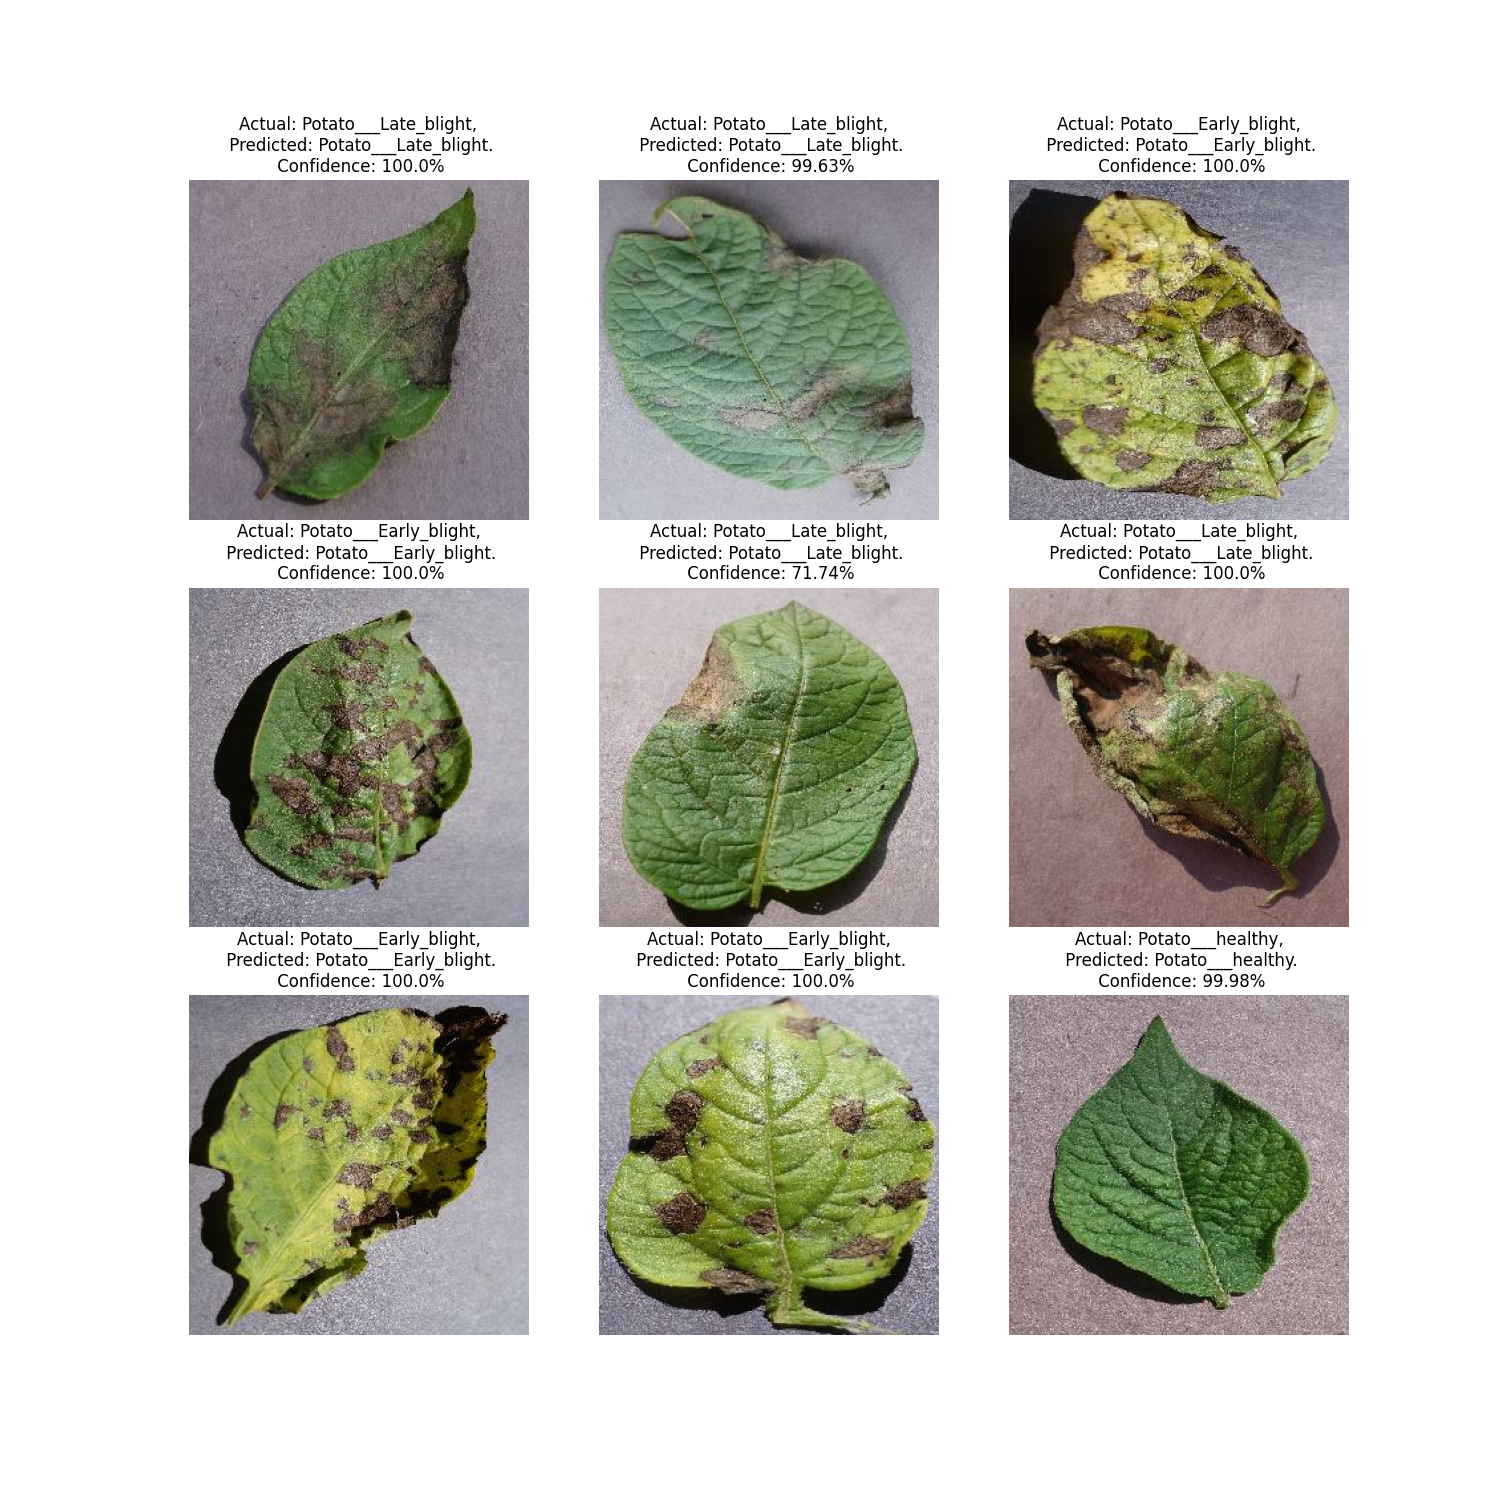 Actual: Potato___Late_blight,
Predicted: Potato___Late_blight.
Confidence: 100.0%
Actual: Potato___Late_blight,
Predicted: Potato___Late_blight.
Confidence: 99.63%
Actual: Potato___Early_blight,
Predicted: Potato___Early_blight.
Confidence: 100.0%
Actual: Potato___Early_blight,
Predicted: Potato___Early_blight.
Confidence: 100.0%
Actual: Potato___Late_blight,
Predicted: Potato___Late_blight.
Confidence: 71.74%
Actual: Potato___Late_blight,
Predicted: Potato___Late_blight.
Confidence: 100.0%
Actual: Potato___Early_blight,
Predicted: Potato___Early_blight.
Confidence: 100.0%
Actual: Potato___Early_blight,
Predicted: Potato___Early_blight.
Confidence: 100.0%
Actual: Potato___healthy,
Predicted: Potato___healthy.
Confidence: 99.98%